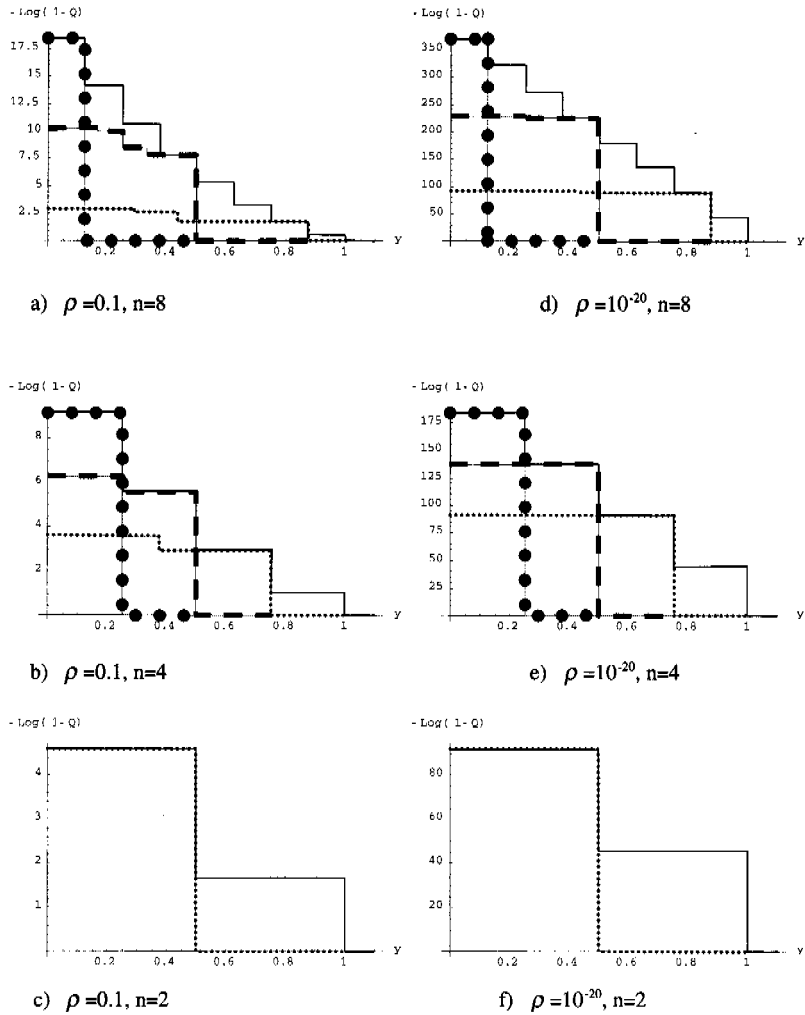 - Log( 1- Q)
17.5
15
12.5
10
7.5
5
2.5
0.2 0.4 0.6 0.8 1 y
a) ρ =0.1, n=8
- Log( 1- Q)
350
300
250
200
150
100
50
0.2 0.4 0.6 0.8 1 y
d) ρ =10⁻²⁰, n=8
- Log( 1- Q)
8
6
4
2
0.2 0.4 0.6 0.8 1 y
b) ρ =0.1, n=4
- Log( 1- Q)
175
150
125
100
75
50
25
0.2 0.4 0.6 0.8 1 y
e) ρ =10⁻²⁰, n=4
- Log( 1- Q)
4
3
2
1
0.2 0.4 0.6 0.8 1 y
c) ρ =0.1, n=2
- Log( 1- Q)
80
60
40
20
0.2 0.4 0.6 0.8 1 y
f) ρ =10⁻²⁰, n=2